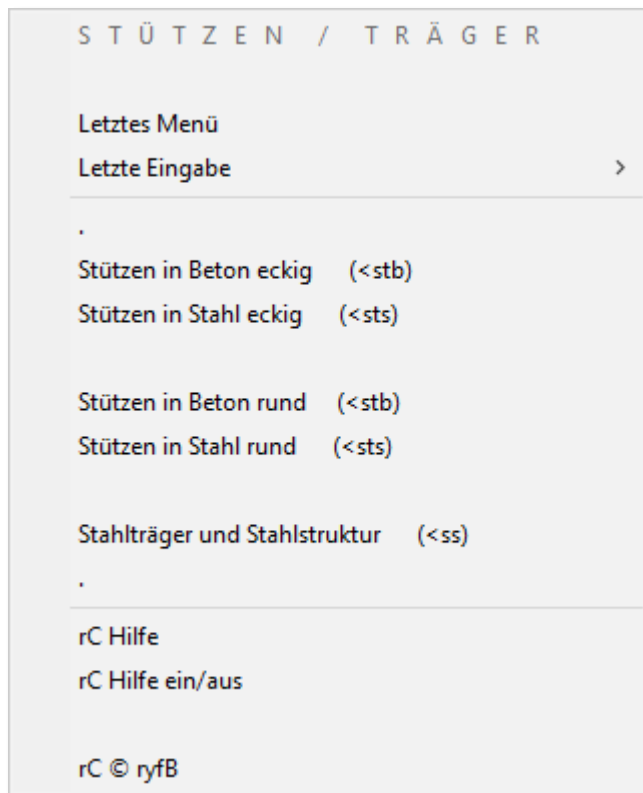 S T Ü T Z E N / T R Ä G E R
Letztes Menü
Letzte Eingabe >
.
Stützen in Beton eckig (<stb)
Stützen in Stahl eckig (<sts)
Stützen in Beton rund (<stb)
Stützen in Stahl rund (<sts)
Stahlträger und Stahlstruktur (<ss)
.
rC Hilfe
rC Hilfe ein/aus
rC © ryfB